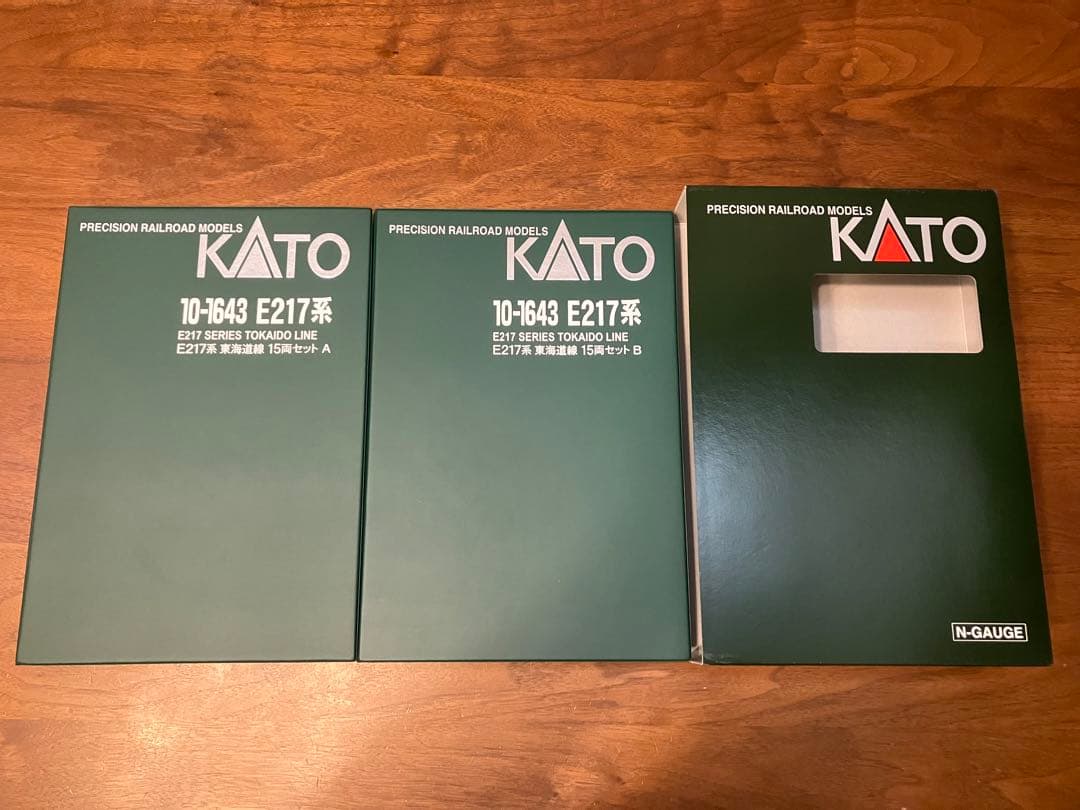 PRECISION RAILROAD MODELS
KATO
10-1643 E217系
E217 SERIES TOKAIDO LINE
E217系 東海道線 15両セット A
PRECISION RAILROAD MODELS
KATO
10-1643 E217系
E217 SERIES TOKAIDO LINE
E217系 東海道線 15両セット B
PRECISION RAILROAD MODELS
KATO
N-GAUGE